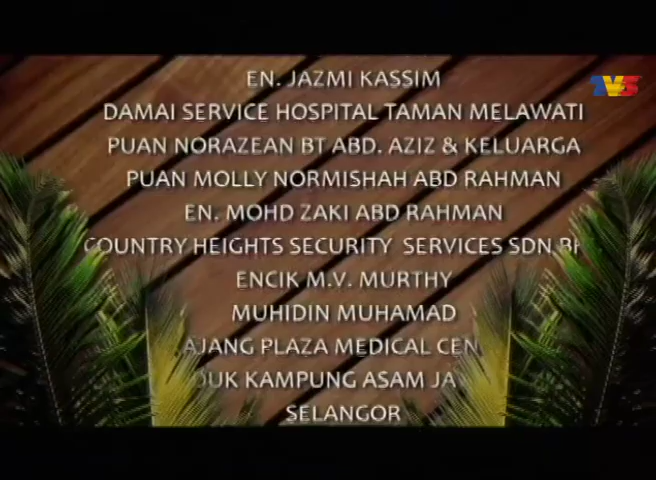 TV3
EN. JAZMI KASSIM
DAMAI SERVICE HOSPITAL TAMAN MELAWATI
PUAN NORAZEAN BT ABD. AZIZ & KELUARGA
PUAN MOLLY NORMISHAH ABD RAHMAN
EN. MOHD ZAKI ABD RAHMAN
COUNTRY HEIGHTS SECURITY SERVICES SDN
ENCIK M.V. MURTHY
MUHIDIN MUHAMAD
PLAZA MEDICAL
KAMPUNG ASAM
SELANGOR